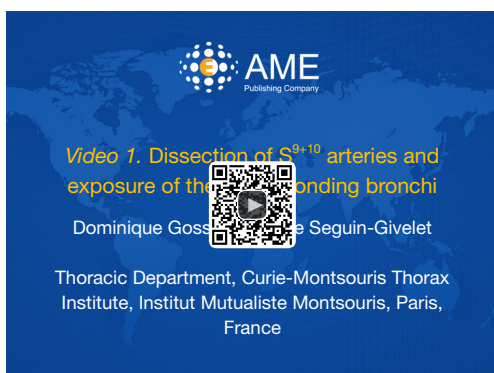 AME
Publishing Company
Video 1. Dissection of S9+10 arteries and
exposure of the onding bronchi
Dominique Goss Seguin-Givelet
Thoracic Department, Curie-Montsouris Thorax
Institute, Institut Mutualiste Montsouris, Paris,
France